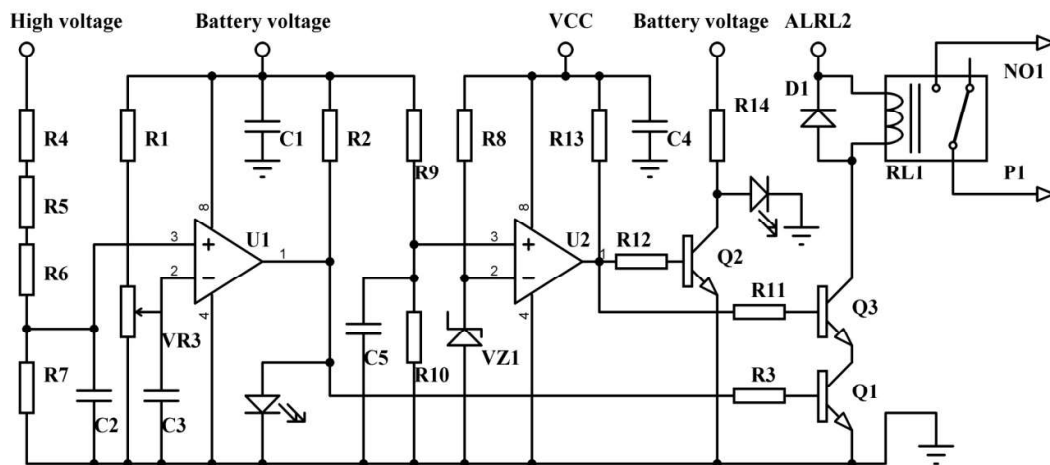 High voltage Battery voltage VCC Battery voltage ALRL2
NO1
D1
R14
R4 R1 C1 R2 R8 R13 C4
R9
RL1 P1
R5
8 8
U1 U2
3 3
R12
Q2
R6 1 1
2 2
R11
Q3
4 4
VR3 C5 VZ1
R7 R10
R3 Q1
C2 C3